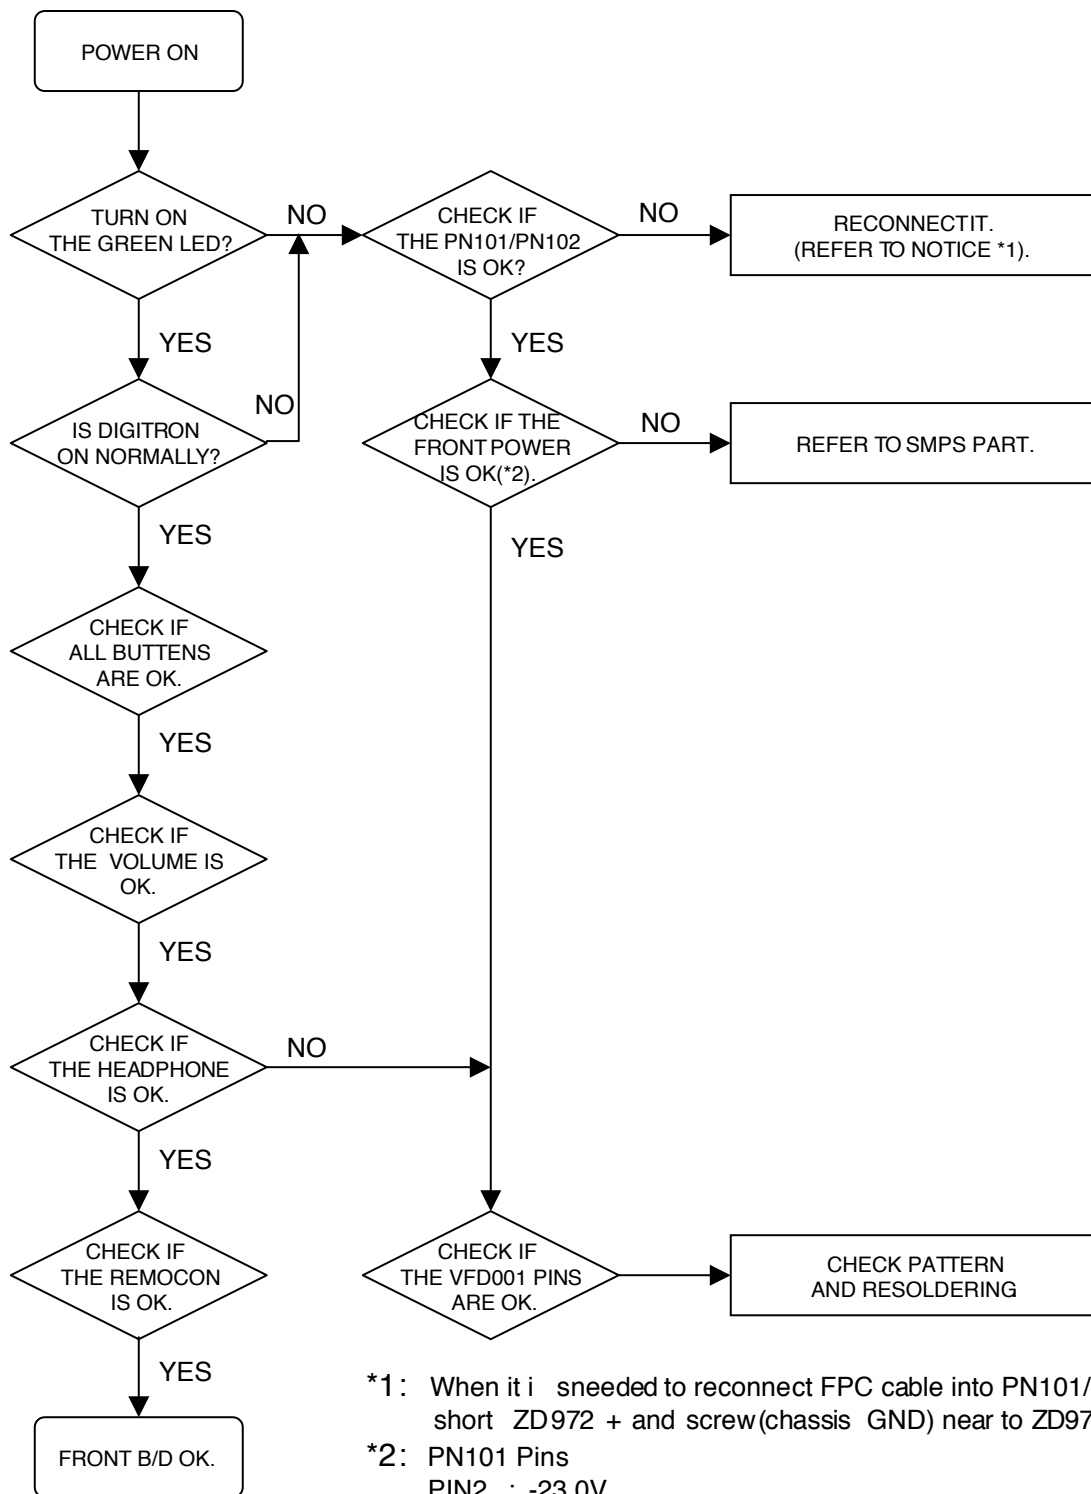 POWER ON
TURN ON
THE GREEN LED?
NO
YES
IS DIGITRON
ON NORMALLY?
NO
YES
CHECK IF
ALL BUTTENS
ARE OK.
YES
CHECK IF
THE VOLUME IS
OK.
YES
CHECK IF
THE HEADPHONE
IS OK.
NO
YES
CHECK IF
THE REMOCON
IS OK.
YES
FRONT B/D OK.
CHECK IF
THE PN101/PN102
IS OK?
NO
RECONNECTIT.
(REFER TO NOTICE *1).
YES
CHECK IF THE
FRONT POWER
IS OK(*2).
NO
REFER TO SMPS PART.
YES
CHECK IF
THE VFD001 PINS
ARE OK.
CHECK PATTERN
AND RESOLDERING
*1: When it i sneeded to reconnect FPC cable into PN101/
short ZD972 + and screw(chassis GND) near to ZD97
*2: PN101 Pins
PIN2 : -23.0V